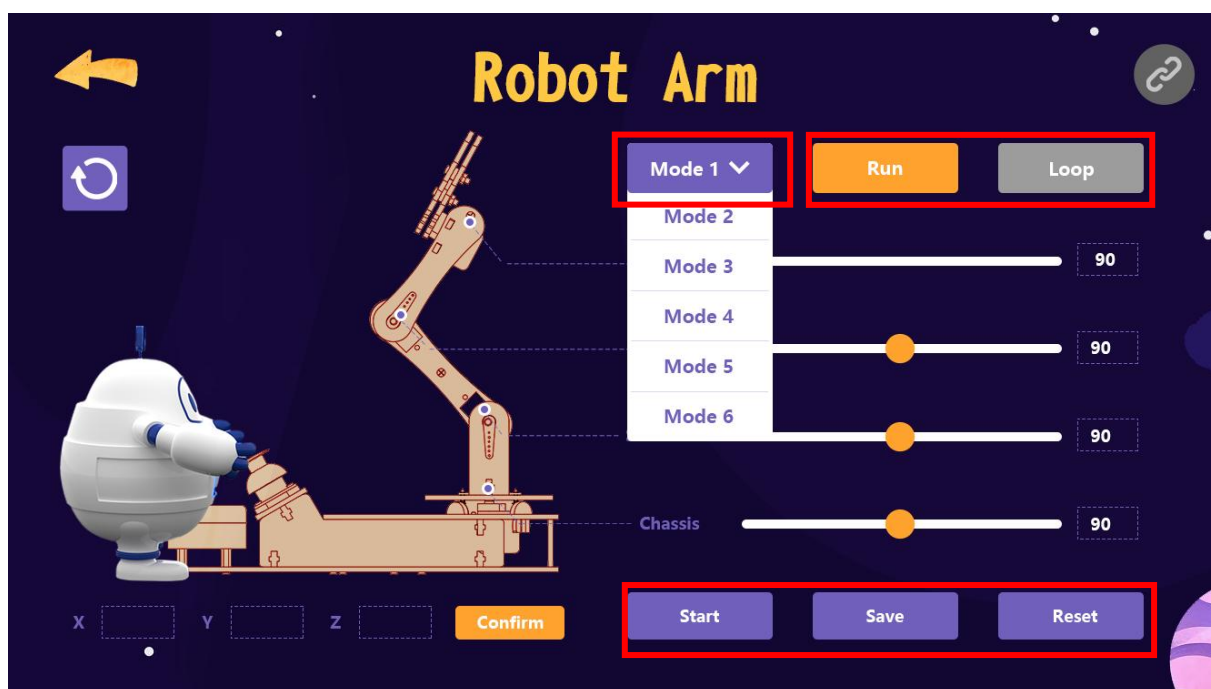 Robot Arm
Mode 1
Run
Loop
Mode 2
Mode 3
90
Mode 4
90
Mode 5
Mode 6
90
Chassis
90
X
Y
Z
Confirm
Start
Save
Reset